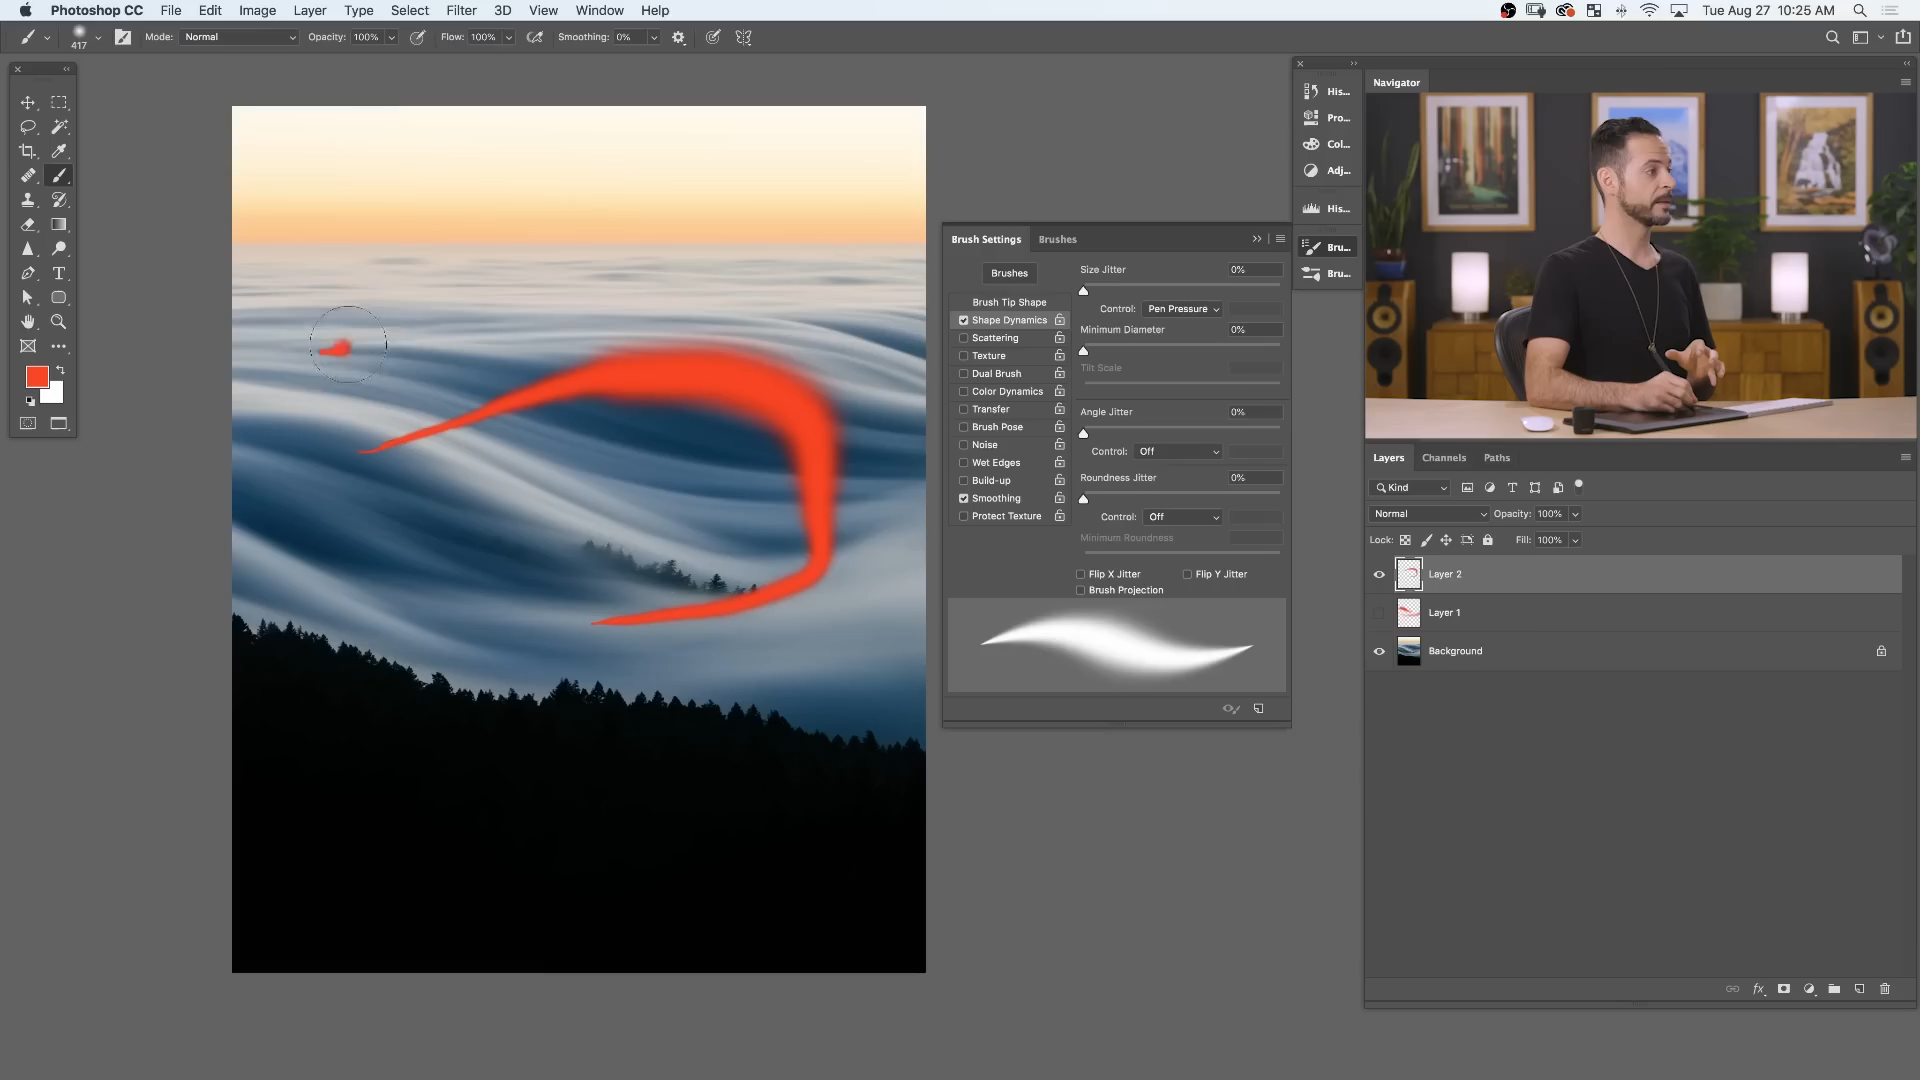 Photoshop CC File Edit Image Layer Type Select Filter 3D View Window Help Tue Aug 27 10:25 AM
417 Mode: Normal Opacity: 100% Flow: 100% Smoothing: 0%
Brush Settings Brushes
Brushes
Brush Tip Shape
Shape Dynamics
Scattering
Texture
Dual Brush
Color Dynamics
Transfer
Brush Pose
Noise
Wet Edges
Build-up
Smoothing
Protect Texture
Size Jitter 0%
Control: Pen Pressure
Minimum Diameter 0%
Tilt Scale
Angle Jitter 0%
Control: Off
Roundness Jitter 0%
Control: Off
Minimum Roundness
Flip X Jitter Flip Y Jitter
Brush Projection
His...
Pro...
Col...
Adj...
His...
Bru...
Bru...
Navigator
Layers Channels Paths
Kind
Normal Opacity: 100%
Lock: Fill: 100%
Layer 2
Layer 1
Background
fx